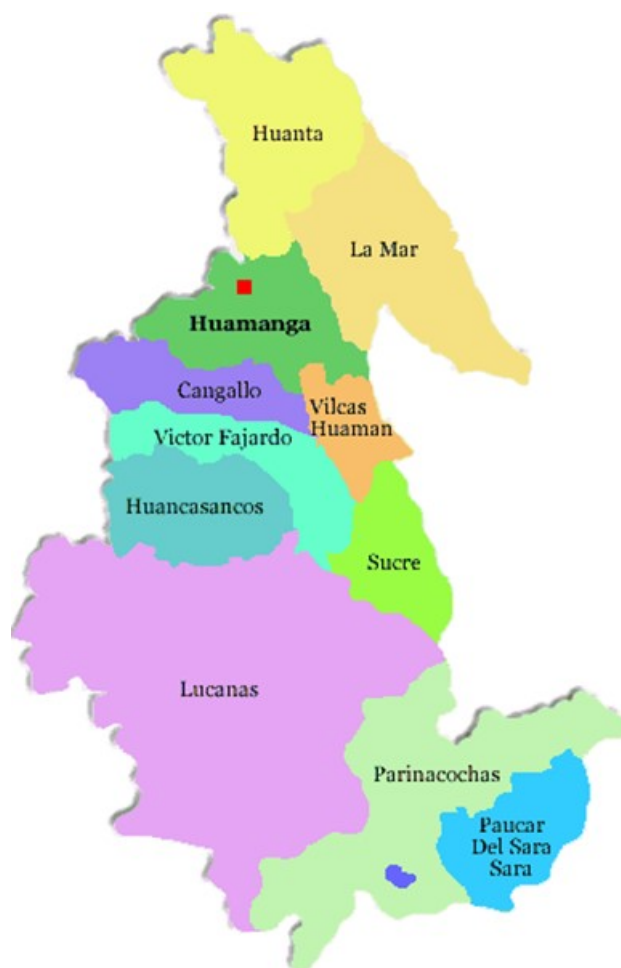 Huanta
La Mar
Huamanga
Cangallo
Vilcas
Huaman
Victor Fajardo
Huancasancos
Sucre
Lucanas
Parinacochas
Paucar
Del Sara
Sara